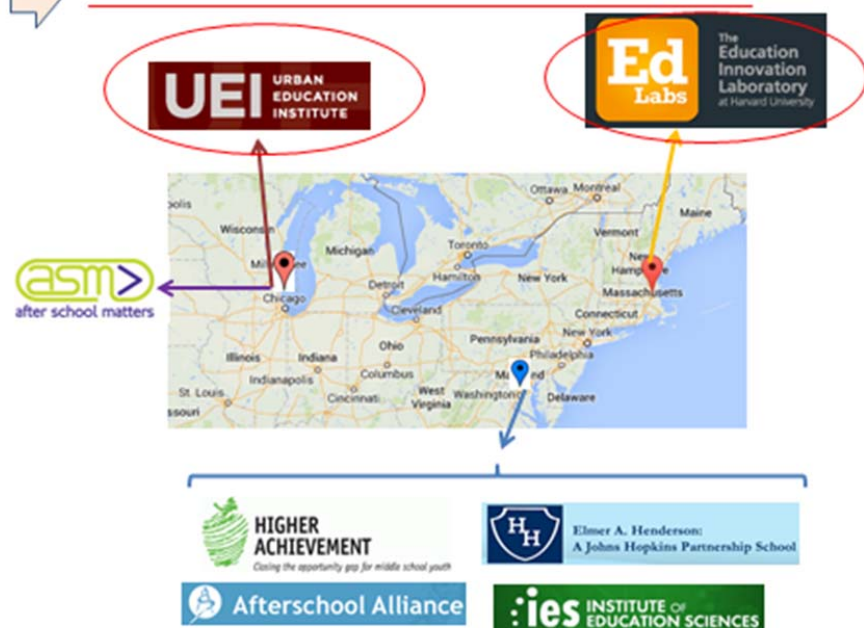 UEI URBAN
EDUCATION
INSTITUTE
Ed
Labs
The
Education
Innovation
Laboratory
at Harvard University
asm>
after school matters
Ottawa Montreal
Maine
Wisconsin
Vermont
Michigan
Toronto
New
Hampshire
Hamilton
New York
Detroit
Massachusetts
Chicago
Connecticut
Cleveland
New York
Pennsylvania
Ohio
Philadelphia
Illinois
Indiana
Columbus
Indianapolis
West
Virginia
Washington
Delaware
St. Louis
Cincinnati
HIGHER
ACHIEVEMENT
Closing the opportunity gap for middle school youth
HH
Elmer A. Henderson:
A Johns Hopkins Partnership School
Afterschool Alliance
ies INSTITUTE OF
EDUCATION SCIENCES